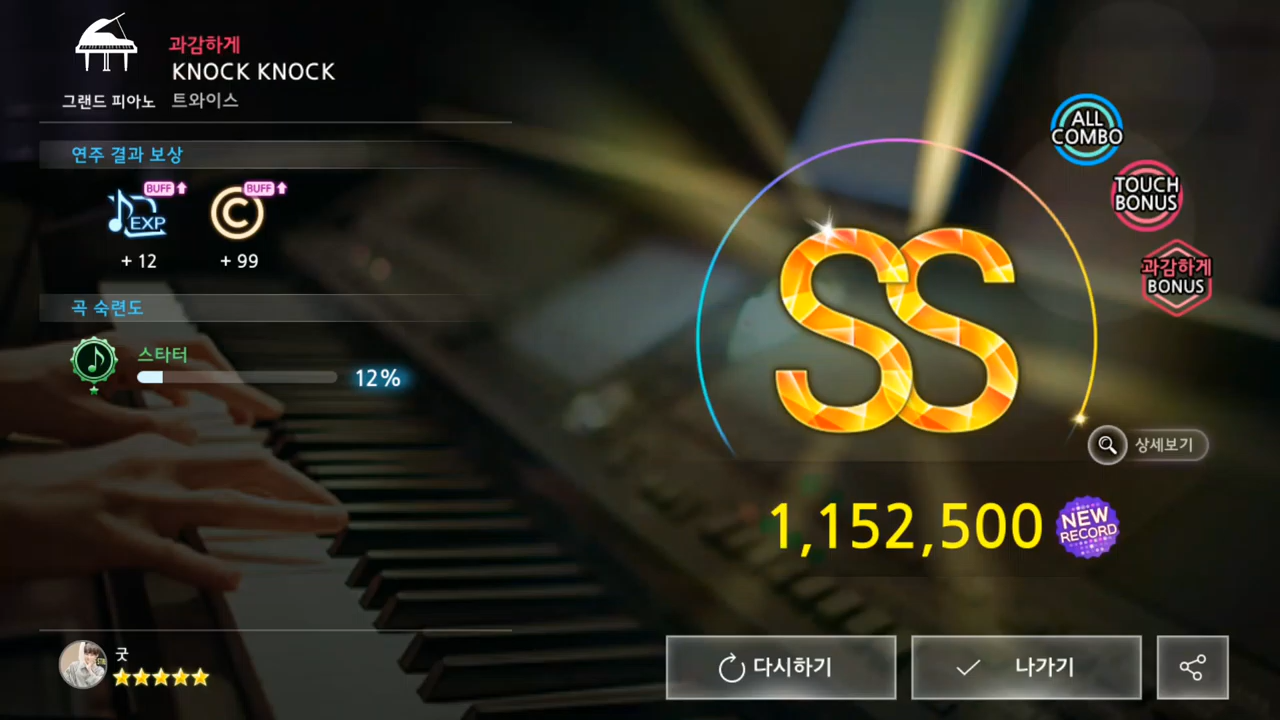 과감하게
KNOCK KNOCK
그랜드 피아노
트와이스
연주 결과 보상
BUFF
EXP
BUFF
C
+ 12
+ 99
곡 숙련도
스타터
12%
굿
ALL
COMBO
TOUCH
BONUS
과감하게
BONUS
SS
상세보기
1,152,500
NEW
RECORD
다시하기
나가기